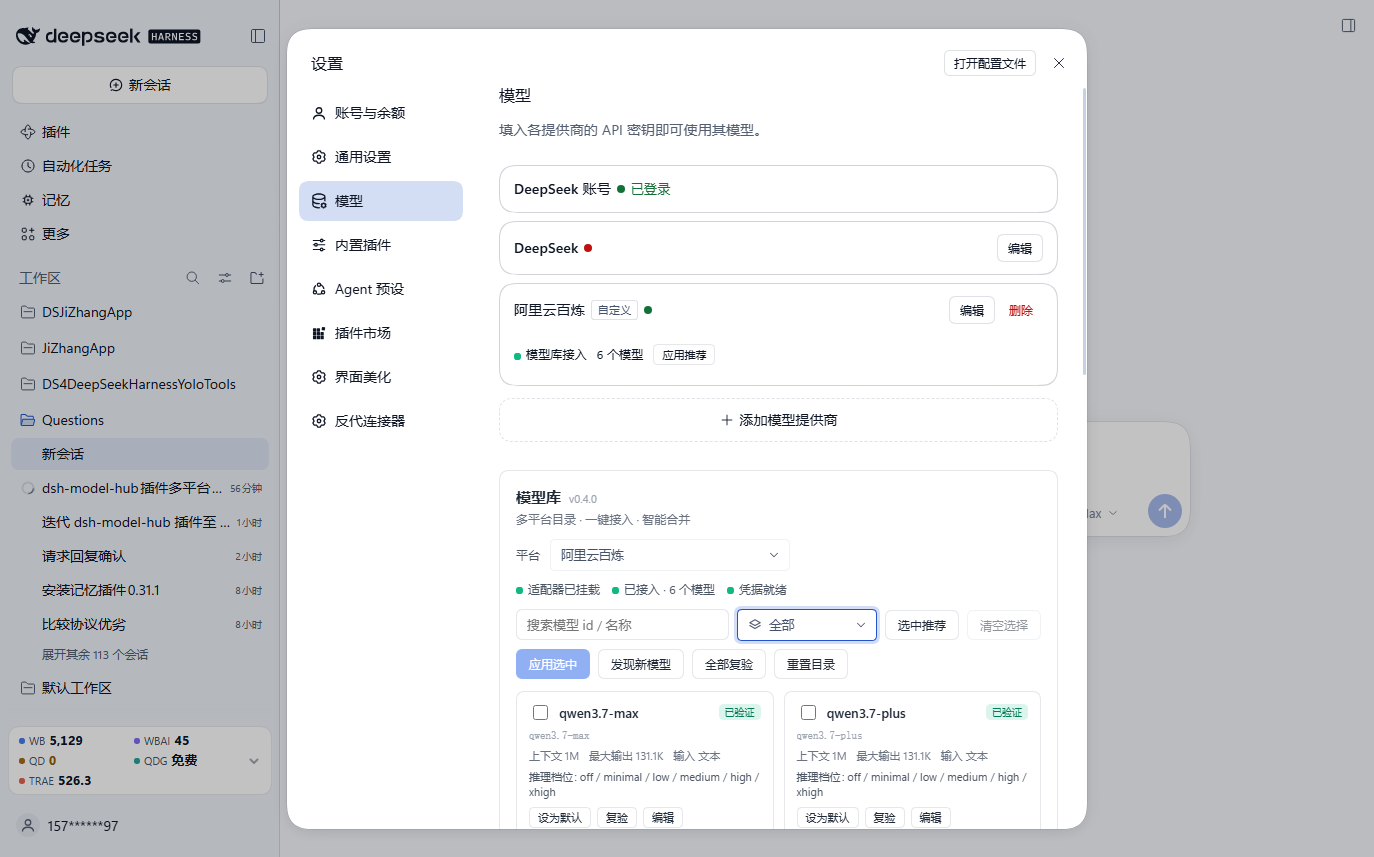 deepseek HARNESS
新会话
插件
自动化任务
记忆
更多
工作区
DSJiZhangApp
JiZhangApp
DS4DeepSeekHarnessYoloTools
Questions
新会话
dsh-model-hub插件多平台... 56分钟
迭代 dsh-model-hub 插件至 ... 1小时
请求回复确认 2小时
安装记忆插件0.31.1 8小时
比较协议优劣 8小时
展开其余 113 个会话
默认工作区
WB 5,129 WBAI 45
QD 0 QDG 免费
TRAE 526.3
157******97
设置
打开配置文件
账号与余额
通用设置
模型
内置插件
Agent 预设
插件市场
界面美化
反代连接器
模型
填入各提供商的 API 密钥即可使用其模型。
DeepSeek 账号 已登录
DeepSeek 编辑
阿里云百炼 自定义 编辑 删除
模型库接入 6 个模型 应用推荐
添加模型提供商
模型库 v0.4.0
多平台目录 · 一键接入 · 智能合并
平台 阿里云百炼
适配器已挂载 已接入 · 6 个模型 凭据就绪
搜索模型 id / 名称 全部 选中推荐 清空选择
应用选中 发现新模型 全部复验 重置目录
qwen3.7-max 已验证
qwen3.7-max
上下文 1M 最大输出 131.1K 输入 文本
推理档位: off / minimal / low / medium / high /
xhigh
设为默认 复验 编辑
qwen3.7-plus 已验证
qwen3.7-plus
上下文 1M 最大输出 131.1K 输入 文本
推理档位: off / minimal / low / medium / high /
xhigh
设为默认 复验 编辑